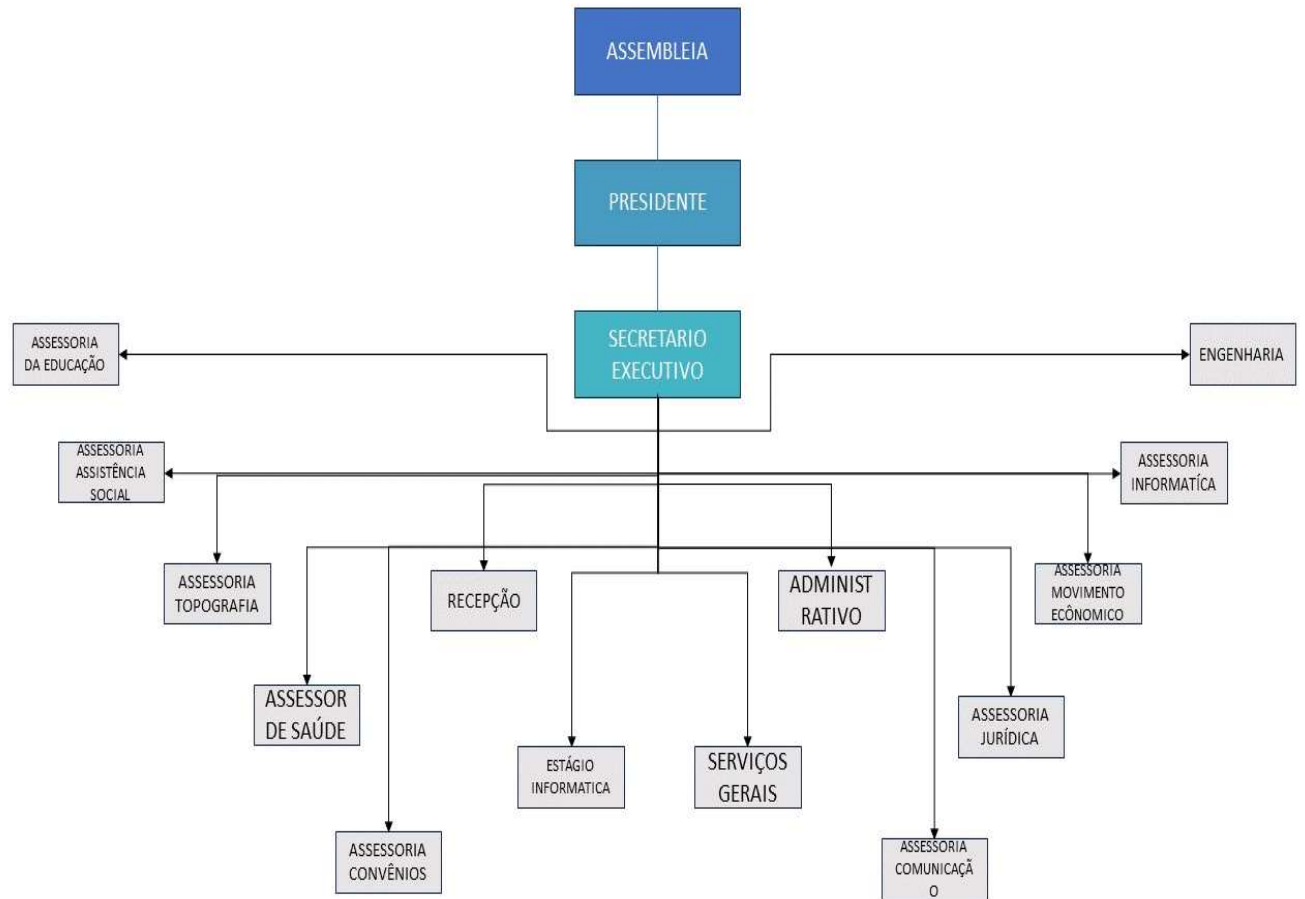 ASSEMBLEIA
PRESIDENTE
SECRETARIO
EXECUTIVO
ASSESSORIA
DA EDUCAÇÃO
ENGENHARIA
ASSESSORIA
ASSISTÊNCIA
SOCIAL
ASSESSORIA
INFORMATÍCA
ASSESSORIA
TOPOGRAFIA
RECEPÇÃO
ADMINIST
RATIVO
ASSESSORIA
MOVIMENTO
ECÔNOMICO
ASSESSOR
DE SAÚDE
ASSESSORIA
JURÍDICA
ESTÁGIO
INFORMATICA
SERVIÇOS
GERAIS
ASSESSORIA
CONVÊNIOS
ASSESSORIA
COMUNICAÇÃ
O